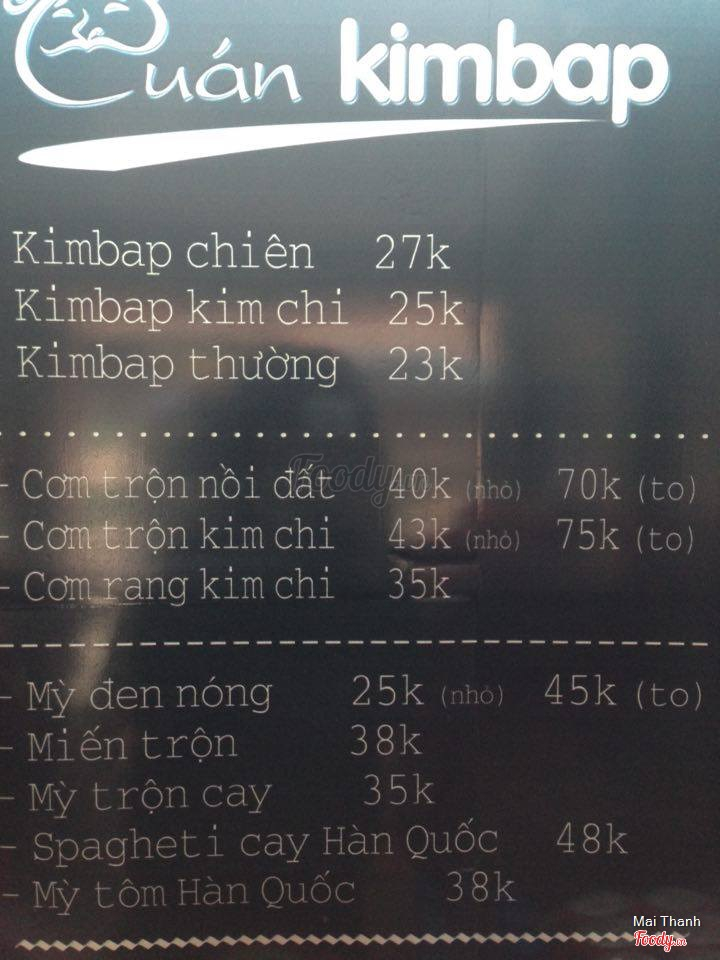 Quán kimbap
Kimbap chiên 27k
Kimbap kim chi 25k
Kimbap thường 23k
- Cơm trộn nồi đất 40k (nhỏ) 70k (to)
- Cơm trộn kim chi 43k (nhỏ) 75k (to)
- Cơm rang kim chi 35k
- Mỳ đen nóng 25k (nhỏ) 45k (to)
- Miến trộn 38k
- Mỳ trộn cay 35k
- Spagheti cay Hàn Quốc 48k
- Mỳ tôm Hàn Quốc 38k
Foody.vn
Mai Thanh
Foody.vn